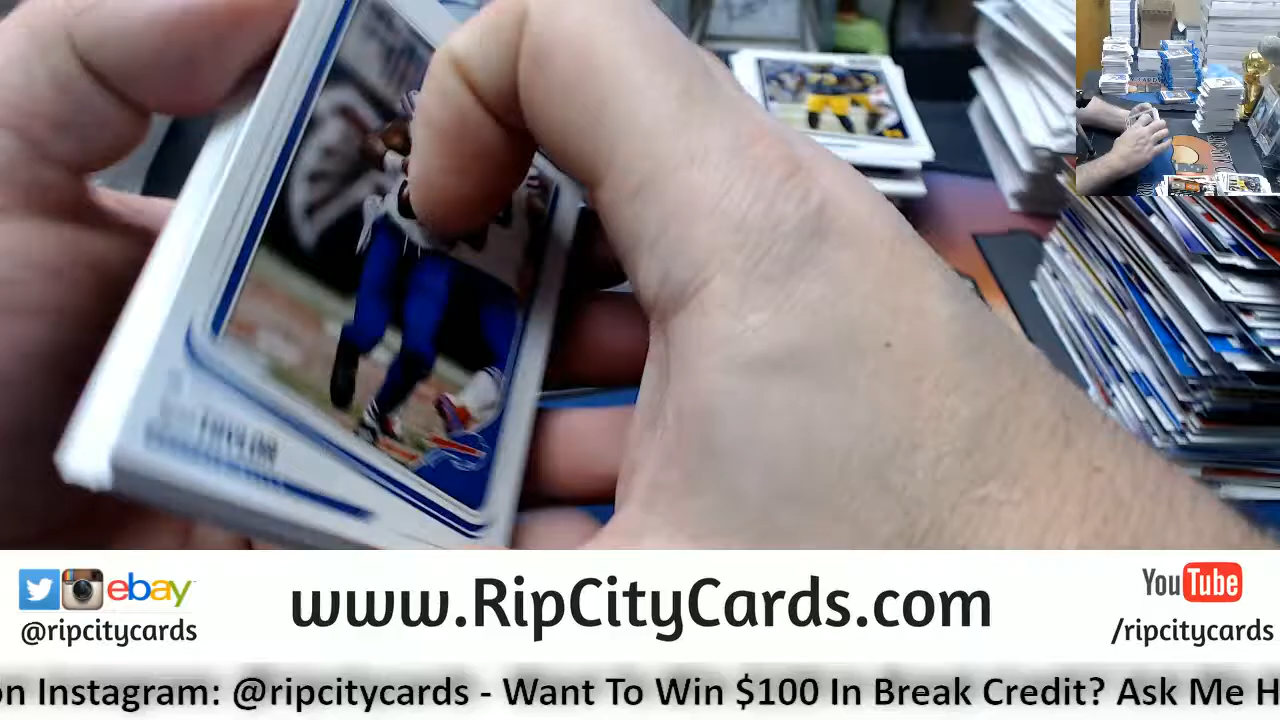 TAYLOR
ebay
@ripcitycards
www.RipCityCards.com
YouTube
/ripcitycards
on Instagram: @ripcitycards - Want To Win $100 In Break Credit? Ask Me H